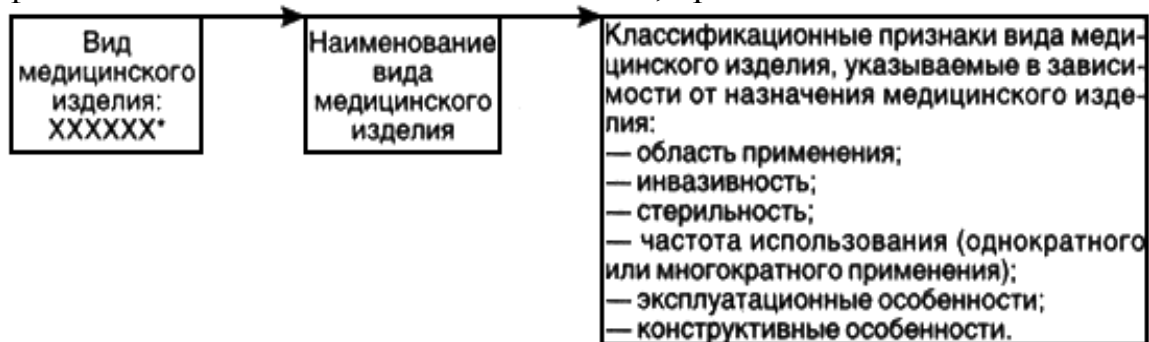 Вид
медицинского
изделия:
XXXXXX*
Наименование
вида
медицинского
изделия
Классификационные признаки вида меди-
цинского изделия, указываемые в зависи-
мости от назначения медицинского изде-
лия:
— область применения;
— инвазивность;
— стерильность;
— частота использования (однократного
или многократного применения);
— эксплуатационные особенности;
— конструктивные особенности.